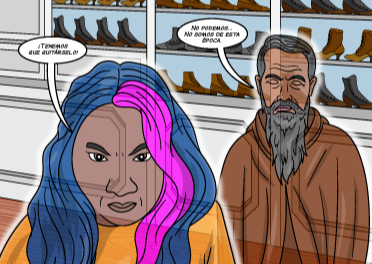 ¡TENEMOS
QUE QUITÁRSELO!
NO PODEMOS...
NO SOMOS DE ESTA
ÉPOCA.